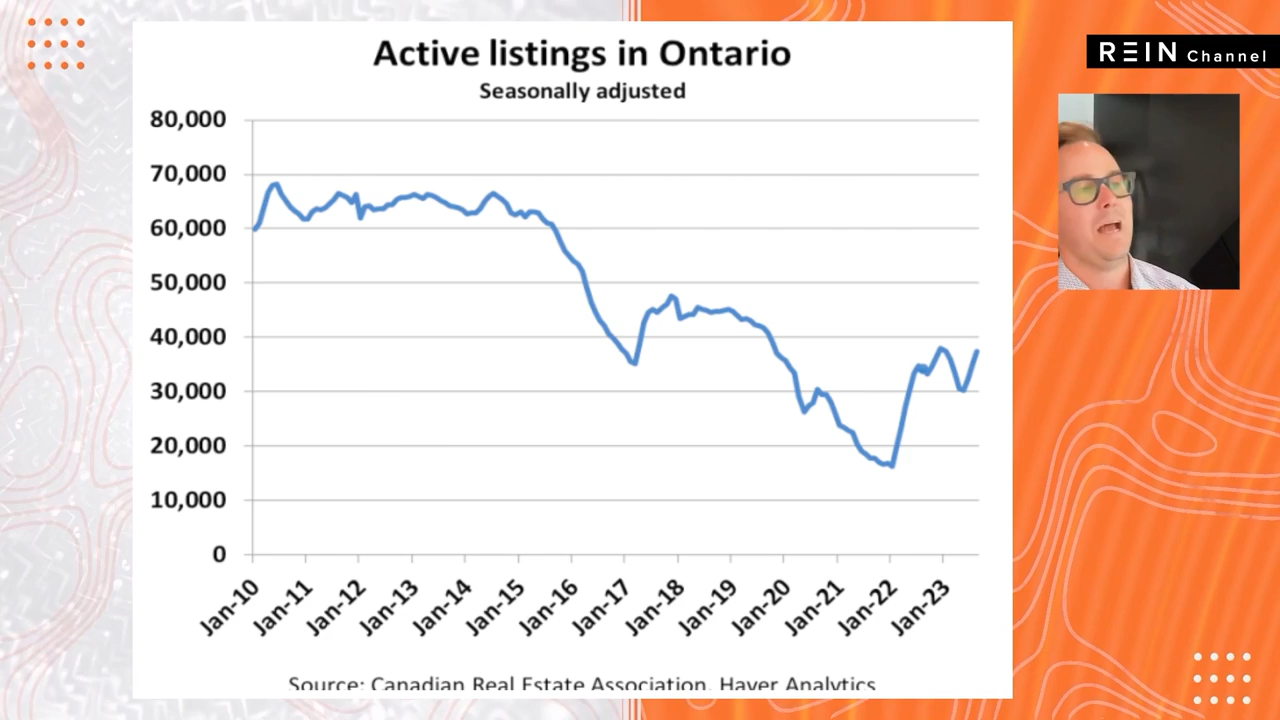 Active listings in Ontario
Seasonally adjusted
80,000
70,000
60,000
50,000
40,000
30,000
20,000
10,000
0
Jan-10
Jan-11
Jan-12
Jan-13
Jan-14
Jan-15
Jan-16
Jan-17
Jan-18
Jan-19
Jan-20
Jan-21
Jan-22
Jan-23
Source: Canadian Real Estate Association, Haver Analytics
REIN Channel